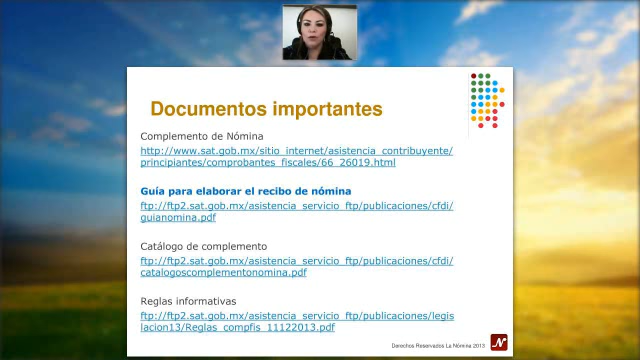 Documentos importantes
Complemento de Nómina
http://www.sat.gob.mx/sitio_internet/asistencia_contribuyente/
principiantes/comprobantes_fiscales/66_26019.html
Guía para elaborar el recibo de nómina
ftp://ftp2.sat.gob.mx/asistencia_servicio_ftp/publicaciones/cfdi/
guianomina.pdf
Catálogo de complemento
ftp://ftp2.sat.gob.mx/asistencia_servicio_ftp/publicaciones/cfdi/
catalogoscomplementonomina.pdf
Reglas informativas
ftp://ftp2.sat.gob.mx/asistencia_servicio_ftp/publicaciones/legis
lacion13/Reglas_compfis_11122013.pdf
Derechos Reservados La Nómina 2013
N